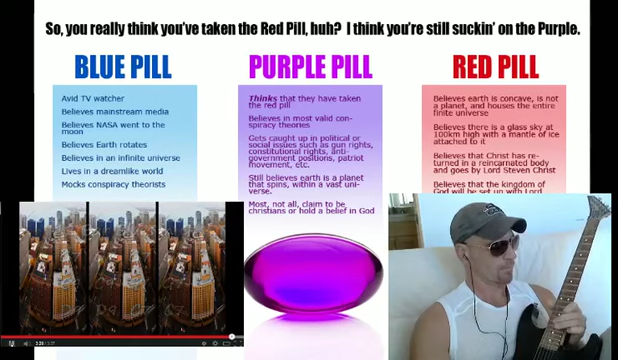 So, you really think you've taken the Red Pill, huh? I think you're still suckin' on the Purple.
BLUE PILL
Avid TV watcher
Believes mainstream media
Believes NASA went to the
moon
Believes Earth rotates
Believes in an infinite universe
Lives in a dreamlike world
Mocks conspiracy theorists
PURPLE PILL
Thinks that they have taken
the red pill
Believes in most valid con-
spiracy theories
Gets caught up in political or
social issues such as gun rights,
constitutional rights, anti-
government positions, patriot
movement, etc.
Still believes earth is a planet
that spins, within a vast uni-
verse.
Most, not all, claim to be
christians or hold a belief in God
RED PILL
Believes earth is concave, is not
a planet, and houses the entire
finite universe
Believes there is a glass sky at
100km high with a mantle of ice
attached to it
Believes that Christ has re-
turned in a reincarnated body
and goes by Lord Steven Christ
Believes that the kingdom of
God will be set up with Lord